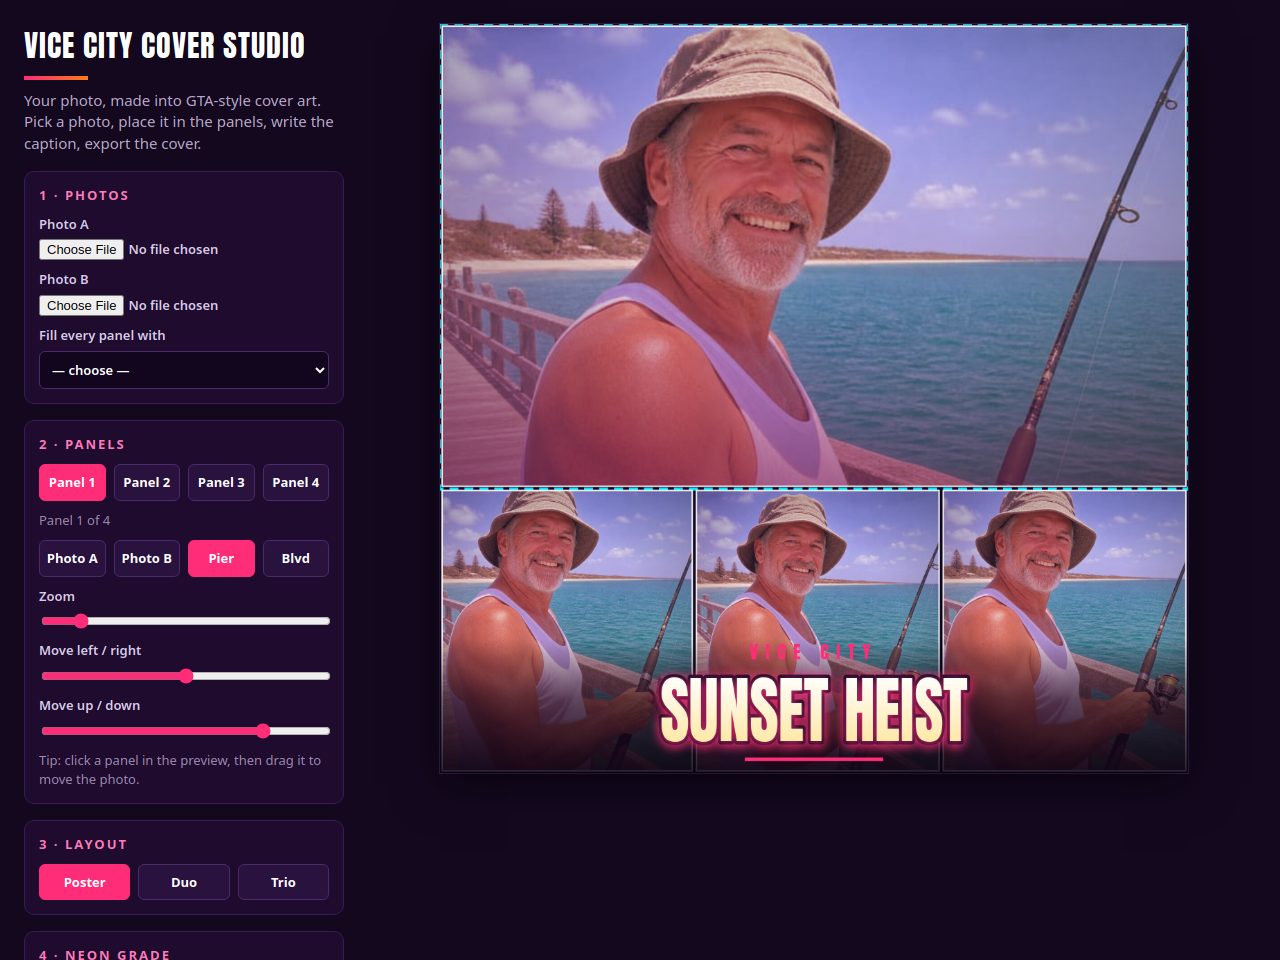 VICE CITY COVER STUDIO
Your photo, made into GTA-style cover art.
Pick a photo, place it in the panels, write the
caption, export the cover.
1 · PHOTOS
Photo A
Choose File No file chosen
Photo B
Choose File No file chosen
Fill every panel with
— choose —
2 · PANELS
Panel 1 Panel 2 Panel 3 Panel 4
Panel 1 of 4
Photo A Photo B Pier Blvd
Zoom
Move left / right
Move up / down
Tip: click a panel in the preview, then drag it to
move the photo.
3 · LAYOUT
Poster Duo Trio
4 · NEON GRADE
VICE CITY
SUNSET HEIST